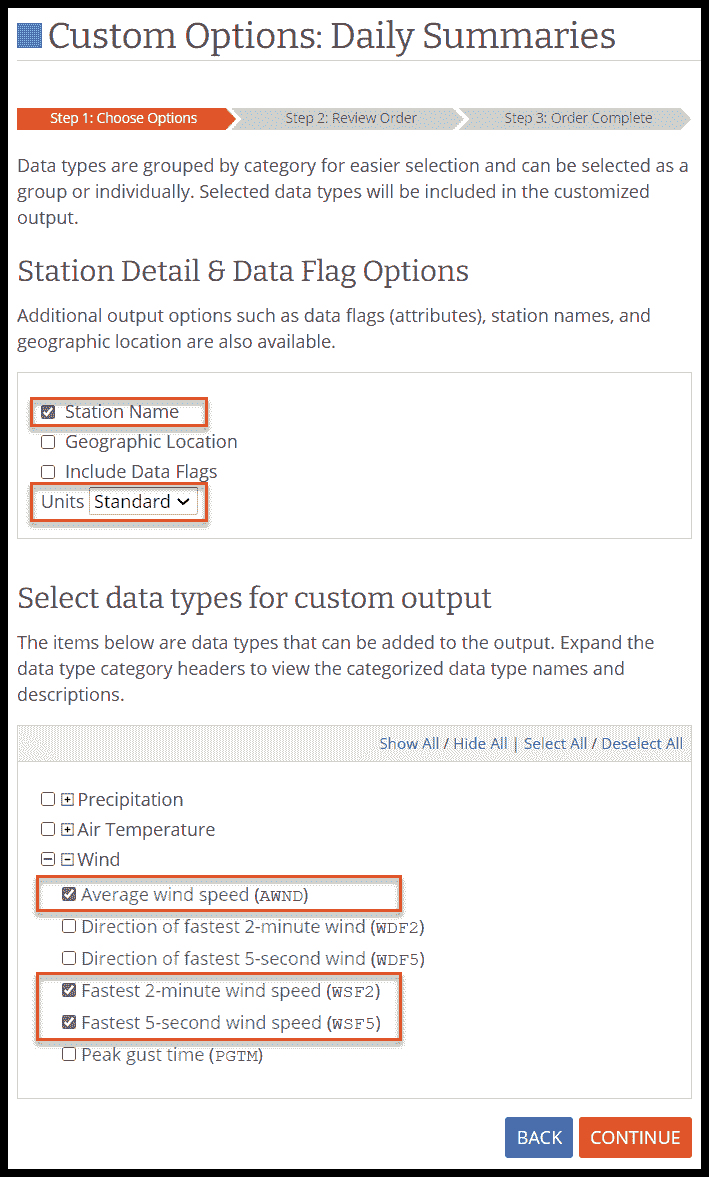 Custom Options: Daily Summaries
Step 1: Choose Options
Step 2: Review Order
Step 3: Order Complete
Data types are grouped by category for easier selection and can be selected as a
group or individually. Selected data types will be included in the customized
output.
Station Detail & Data Flag Options
Additional output options such as data flags (attributes), station names, and
geographic location are also available.
Station Name
Geographic Location
Include Data Flags
Units Standard
Select data types for custom output
The items below are data types that can be added to the output. Expand the
data type category headers to view the categorized data type names and
descriptions.
Show All / Hide All | Select All / Deselect All
Precipitation
Air Temperature
Wind
Average wind speed (AWND)
Direction of fastest 2-minute wind (WDF2)
Direction of fastest 5-second wind (WDF5)
Fastest 2-minute wind speed (WSF2)
Fastest 5-second wind speed (WSF5)
Peak gust time (PGTM)
BACK CONTINUE